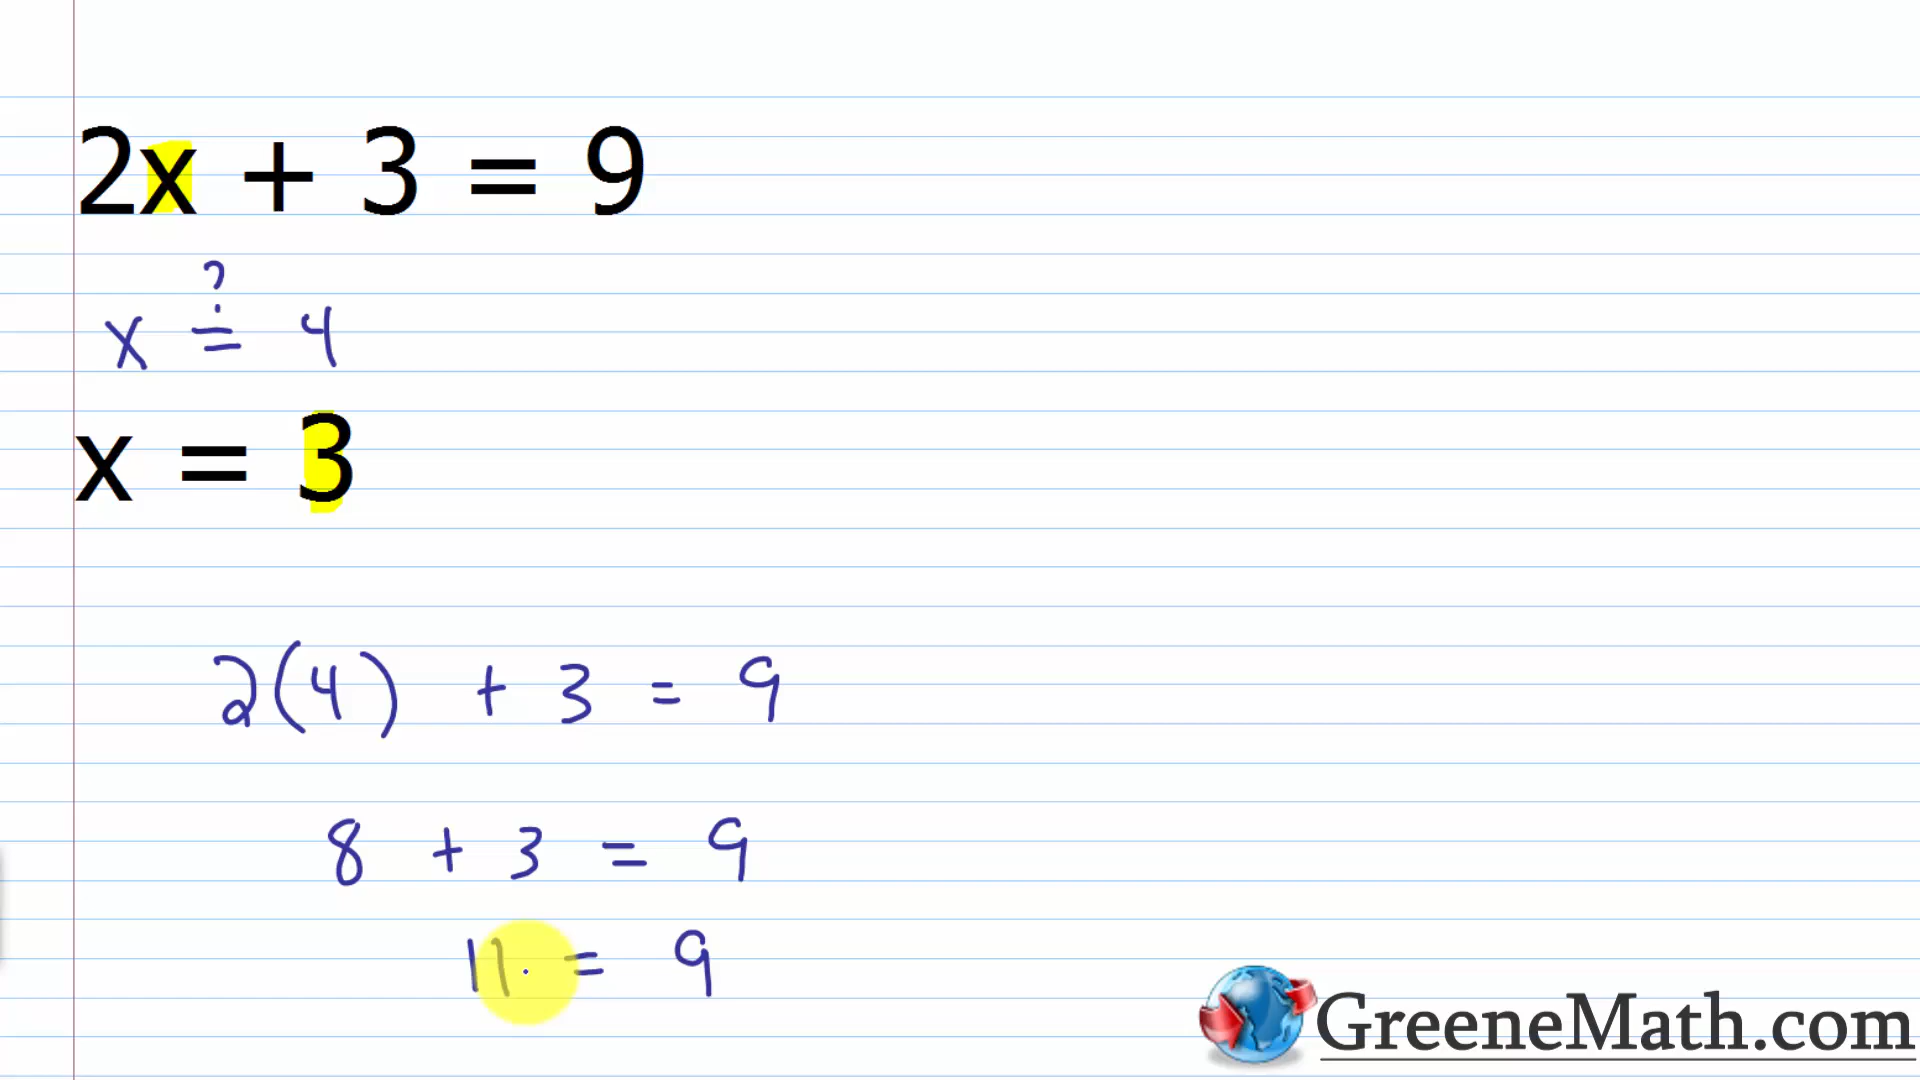 2x + 3 = 9
?
x = 4
x = 3
2(4) + 3 = 9
8 + 3 = 9
11 = 9
GreeneMath.com